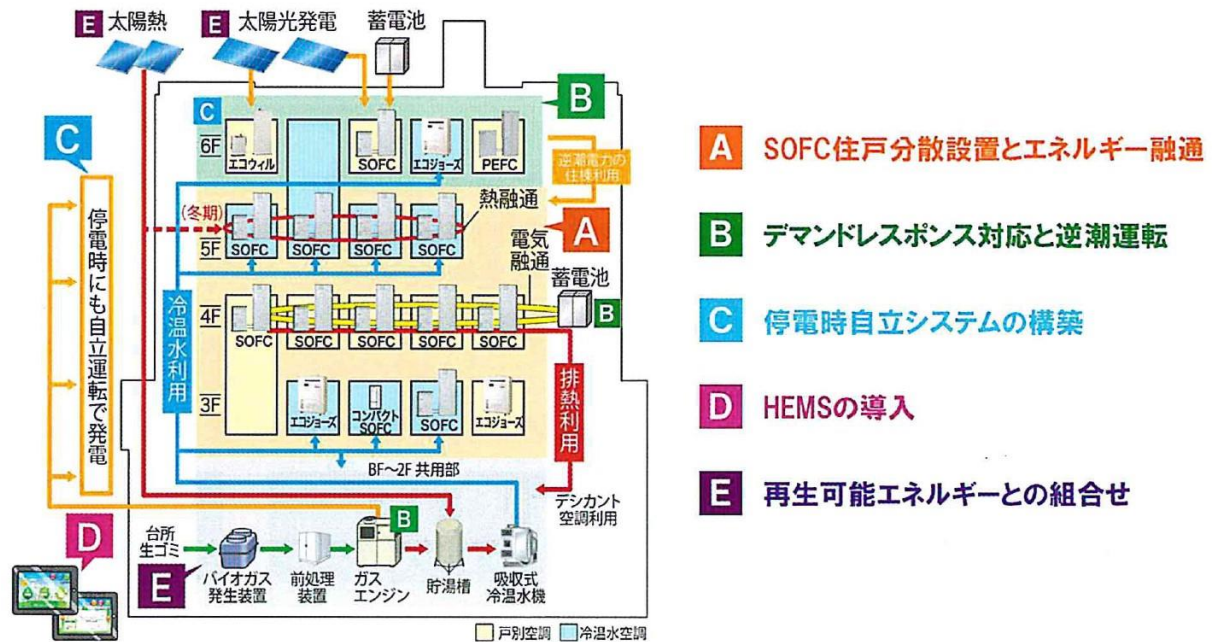 E 太陽熱
E 太陽光発電
蓄電池
B
C
C
6F
エコウィル
SOFC
エコジョーズ
PEFC
逆潮電力の
住棟利用
熱融通
(冬期)
5F
SOFC
SOFC
SOFC
SOFC
A
電気
融通
蓄電池
B
4F
SOFC
SOFC
SOFC
SOFC
SOFC
停電時にも自立運転で発電
冷温水利用
排熱利用
3F
エコジョーズ
コンパクト
SOFC
SOFC
エコジョーズ
BF~2F 共用部
デシカント
空調利用
D
台所
生ゴミ
E
バイオガス
発生装置
前処理
装置
B
ガス
エンジン
貯湯槽
吸収式
冷温水機
戸別空調
冷温水空調
A SOFC住戸分散設置とエネルギー融通
B デマンドレスポンス対応と逆潮運転
C 停電時自立システムの構築
D HEMSの導入
E 再生可能エネルギーとの組合せ